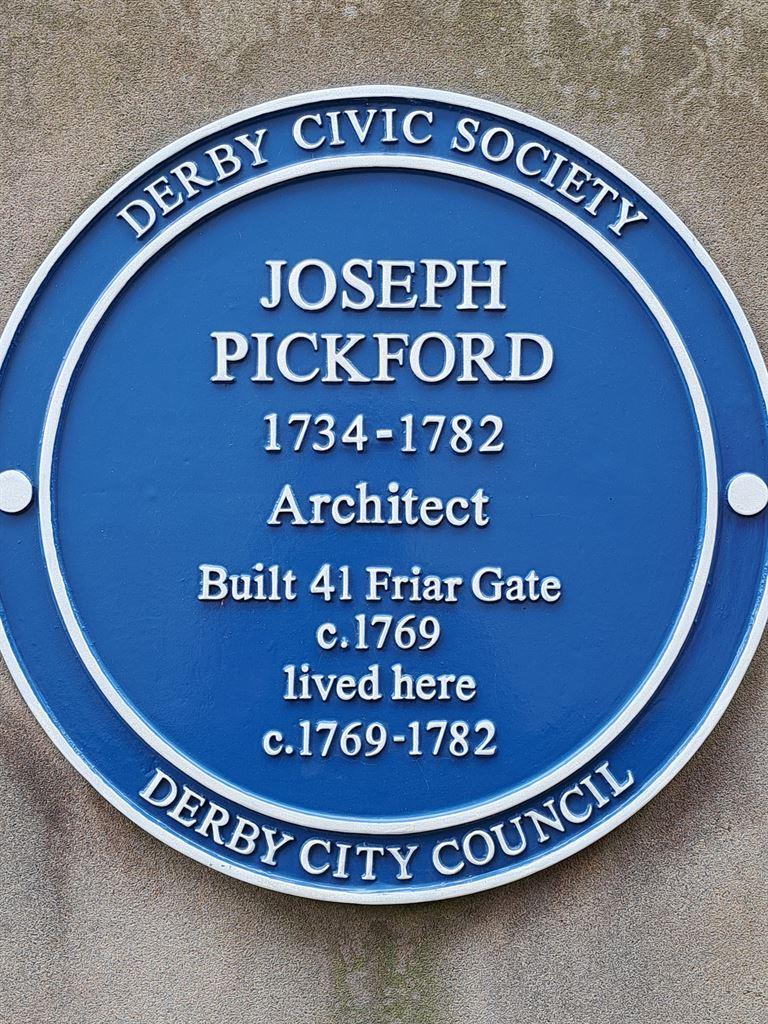 DERBY CIVIC SOCIETY
JOSEPH
PICKFORD
1734-1782
Architect
Built 41 Friar Gate
c.1769
lived here
c.1769-1782
DERBY CITY COUNCIL